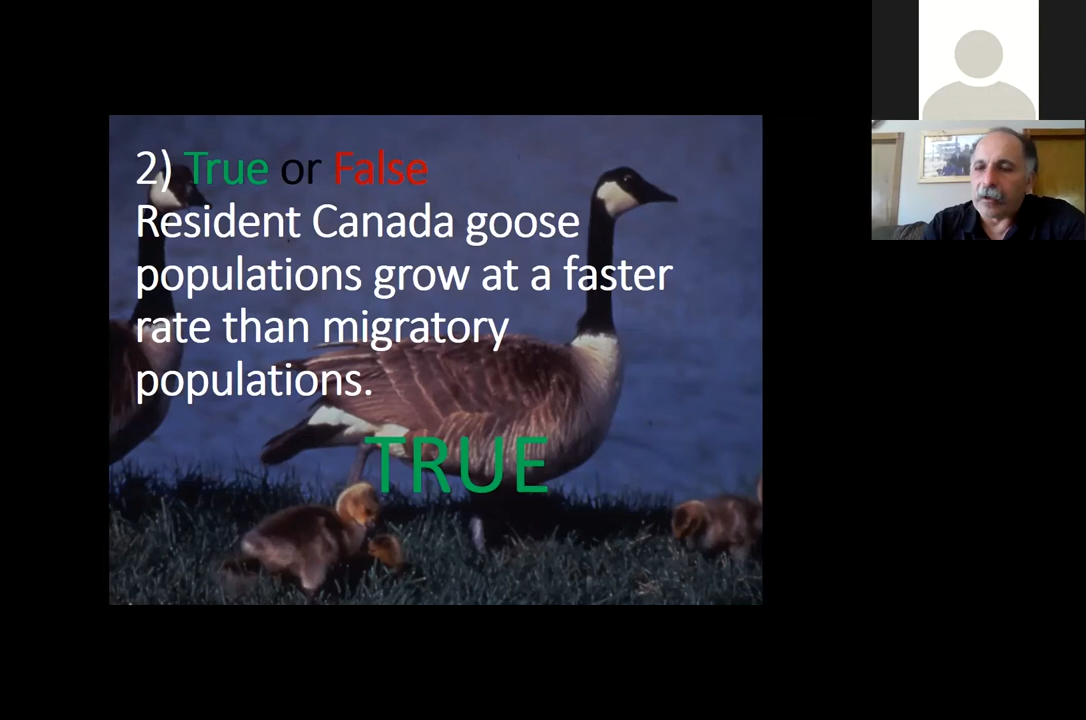 2) True or False
Resident Canada goose
populations grow at a faster
rate than migratory
populations.
TRUE